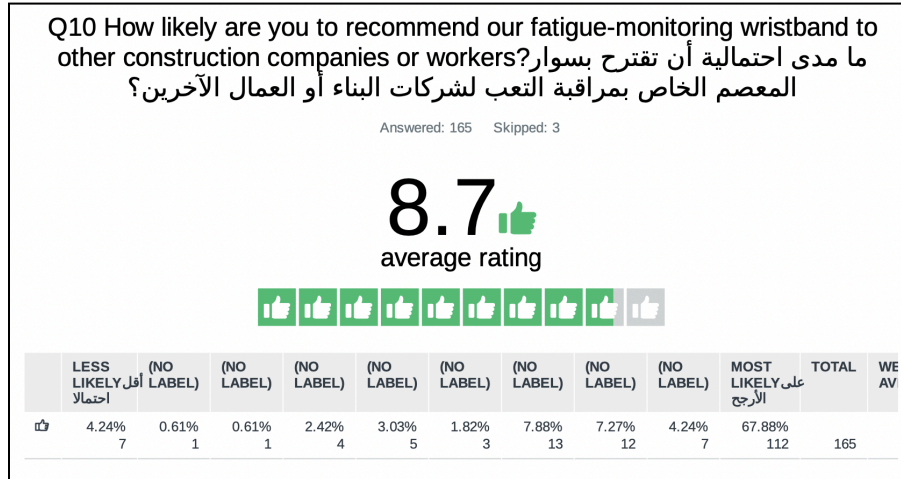 Q10 How likely are you to recommend our fatigue-monitoring wristband to
other construction companies or workers?ما مدى احتمالية أن تقترح بسوار
المعصم الخاص بمراقبة التعب لشركات البناء أو العمال الآخرين؟
Answered: 165 Skipped: 3
8.7
average rating
LESS (NO (NO (NO (NO (NO (NO (NO (NO MOST TOTAL WE
LIKELYأقل LABEL) LABEL) LABEL) LABEL) LABEL) LABEL) LABEL) LABEL) LIKELYعلى AV
احتمالا الأرجح
4.24% 0.61% 0.61% 2.42% 3.03% 1.82% 7.88% 7.27% 4.24% 67.88%
7 1 1 4 5 3 13 12 7 112 165